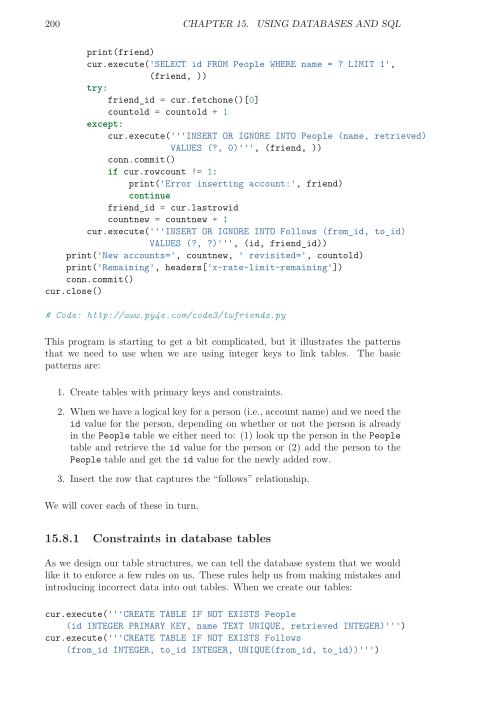 200 CHAPTER 15. USING DATABASES AND SQL
print(friend)
cur.execute('SELECT id FROM People WHERE name = ? LIMIT 1',
(friend, ))
try:
friend_id = cur.fetchone()[0]
countold = countold + 1
except:
cur.execute('''INSERT OR IGNORE INTO People (name, retrieved)
VALUES (?, 0)''', (friend, ))
conn.commit()
if cur.rowcount != 1:
print('Error inserting account:', friend)
continue
friend_id = cur.lastrowid
countnew = countnew + 1
cur.execute('''INSERT OR IGNORE INTO Follows (from_id, to_id)
VALUES (?, ?)''', (id, friend_id))
print('New accounts=', countnew, ' revisited=', countold)
print('Remaining', headers['x-rate-limit-remaining'])
conn.commit()
cur.close()
# Code: http://www.py4e.com/code3/twfriends.py
This program is starting to get a bit complicated, but it illustrates the patterns
that we need to use when we are using integer keys to link tables. The basic
patterns are:
1. Create tables with primary keys and constraints.
2. When we have a logical key for a person (i.e., account name) and we need the
id value for the person, depending on whether or not the person is already
in the People table we either need to: (1) look up the person in the People
table and retrieve the id value for the person or (2) add the person to the
People table and get the id value for the newly added row.
3. Insert the row that captures the “follows” relationship.
We will cover each of these in turn.
15.8.1 Constraints in database tables
As we design our table structures, we can tell the database system that we would
like it to enforce a few rules on us. These rules help us from making mistakes and
introducing incorrect data into out tables. When we create our tables:
cur.execute('''CREATE TABLE IF NOT EXISTS People
(id INTEGER PRIMARY KEY, name TEXT UNIQUE, retrieved INTEGER)''')
cur.execute('''CREATE TABLE IF NOT EXISTS Follows
(from_id INTEGER, to_id INTEGER, UNIQUE(from_id, to_id))''')